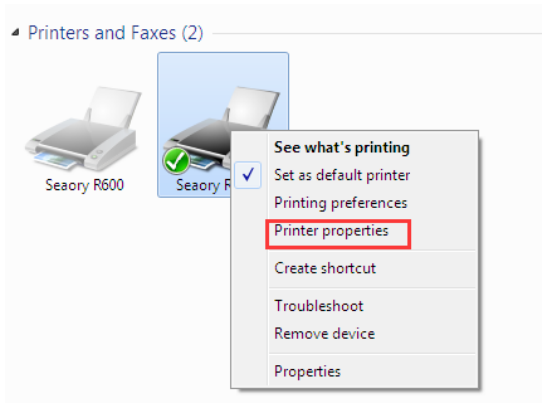 Printers and Faxes (2)
Seaory R600
Seaory
See what's printing
Set as default printer
Printing preferences
Printer properties
Create shortcut
Troubleshoot
Remove device
Properties